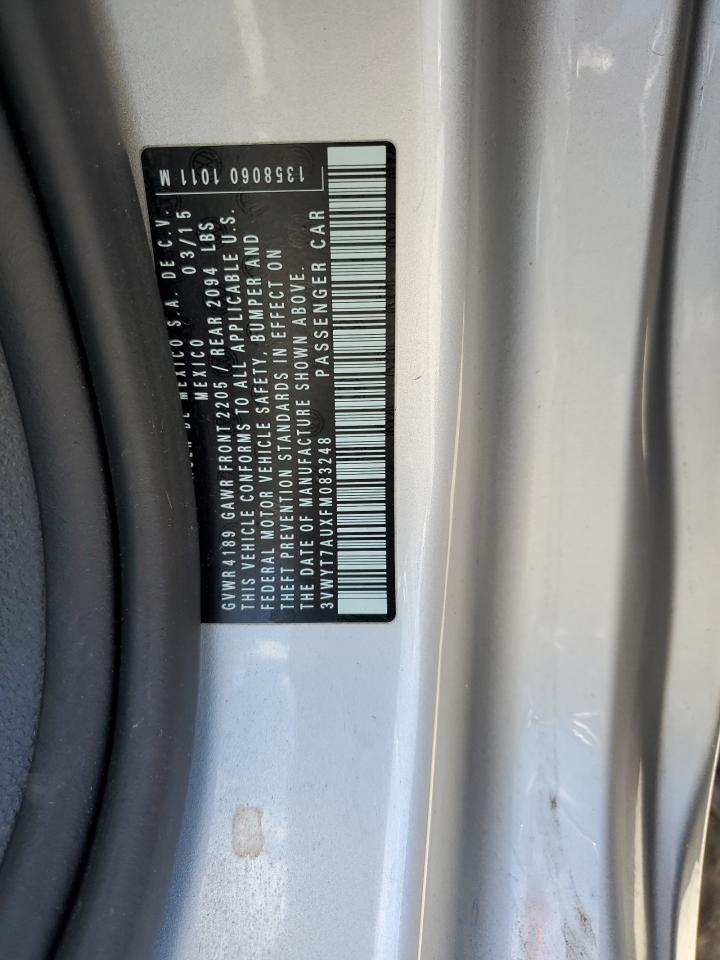 DE MEXICO S.A. DE C.V.
MEXICO 03/15
GVWR 4189 GAWR FRONT 2205 / REAR 2094 LBS
THIS VEHICLE CONFORMS TO ALL APPLICABLE U.S.
FEDERAL MOTOR VEHICLE SAFETY, BUMPER AND
THEFT PREVENTION STANDARDS IN EFFECT ON
THE DATE OF MANUFACTURE SHOWN ABOVE.
3VWYT7AUXFM083248 PASSENGER CAR
1358060 1011 M